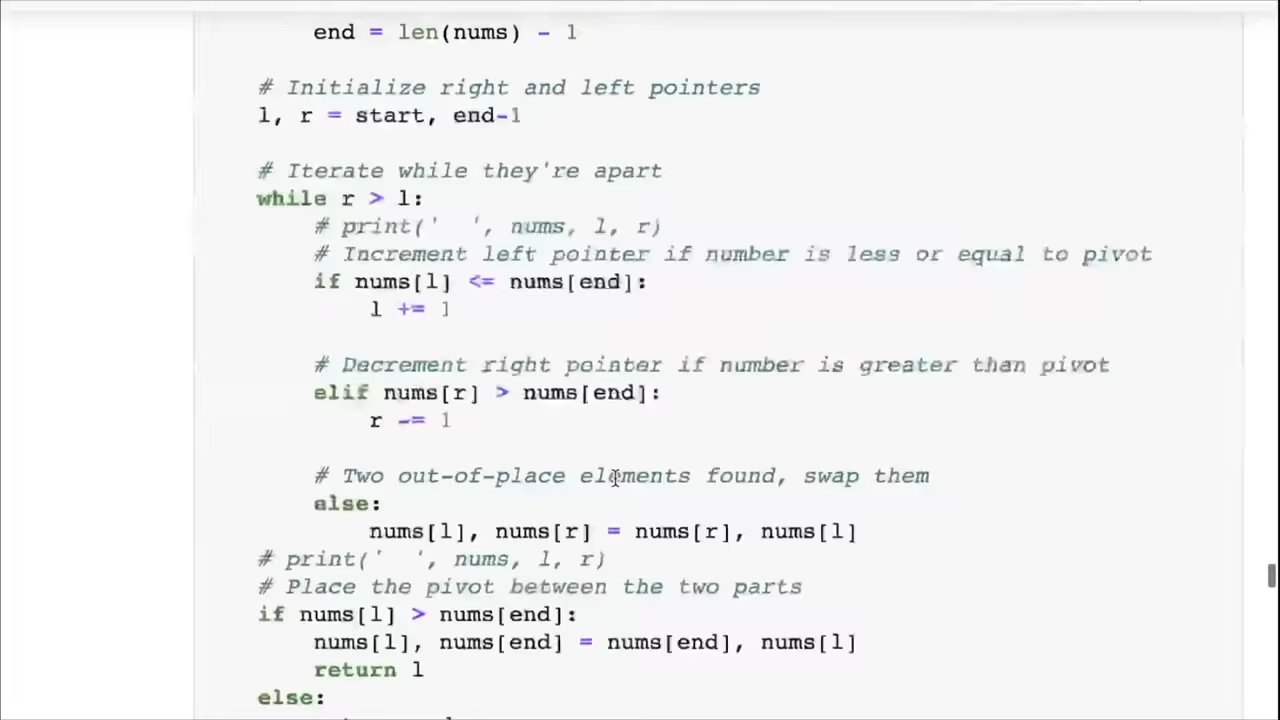 end = len(nums) - 1
# Initialize right and left pointers
l, r = start, end-1
# Iterate while they're apart
while r > l:
# print('   ', nums, l, r)
# Increment left pointer if number is less or equal to pivot
if nums[l] <= nums[end]:
l += 1
# Decrement right pointer if number is greater than pivot
elif nums[r] > nums[end]:
r -= 1
# Two out-of-place elements found, swap them
else:
nums[l], nums[r] = nums[r], nums[l]
# print('   ', nums, l, r)
# Place the pivot between the two parts
if nums[l] > nums[end]:
nums[l], nums[end] = nums[end], nums[l]
return l
else: